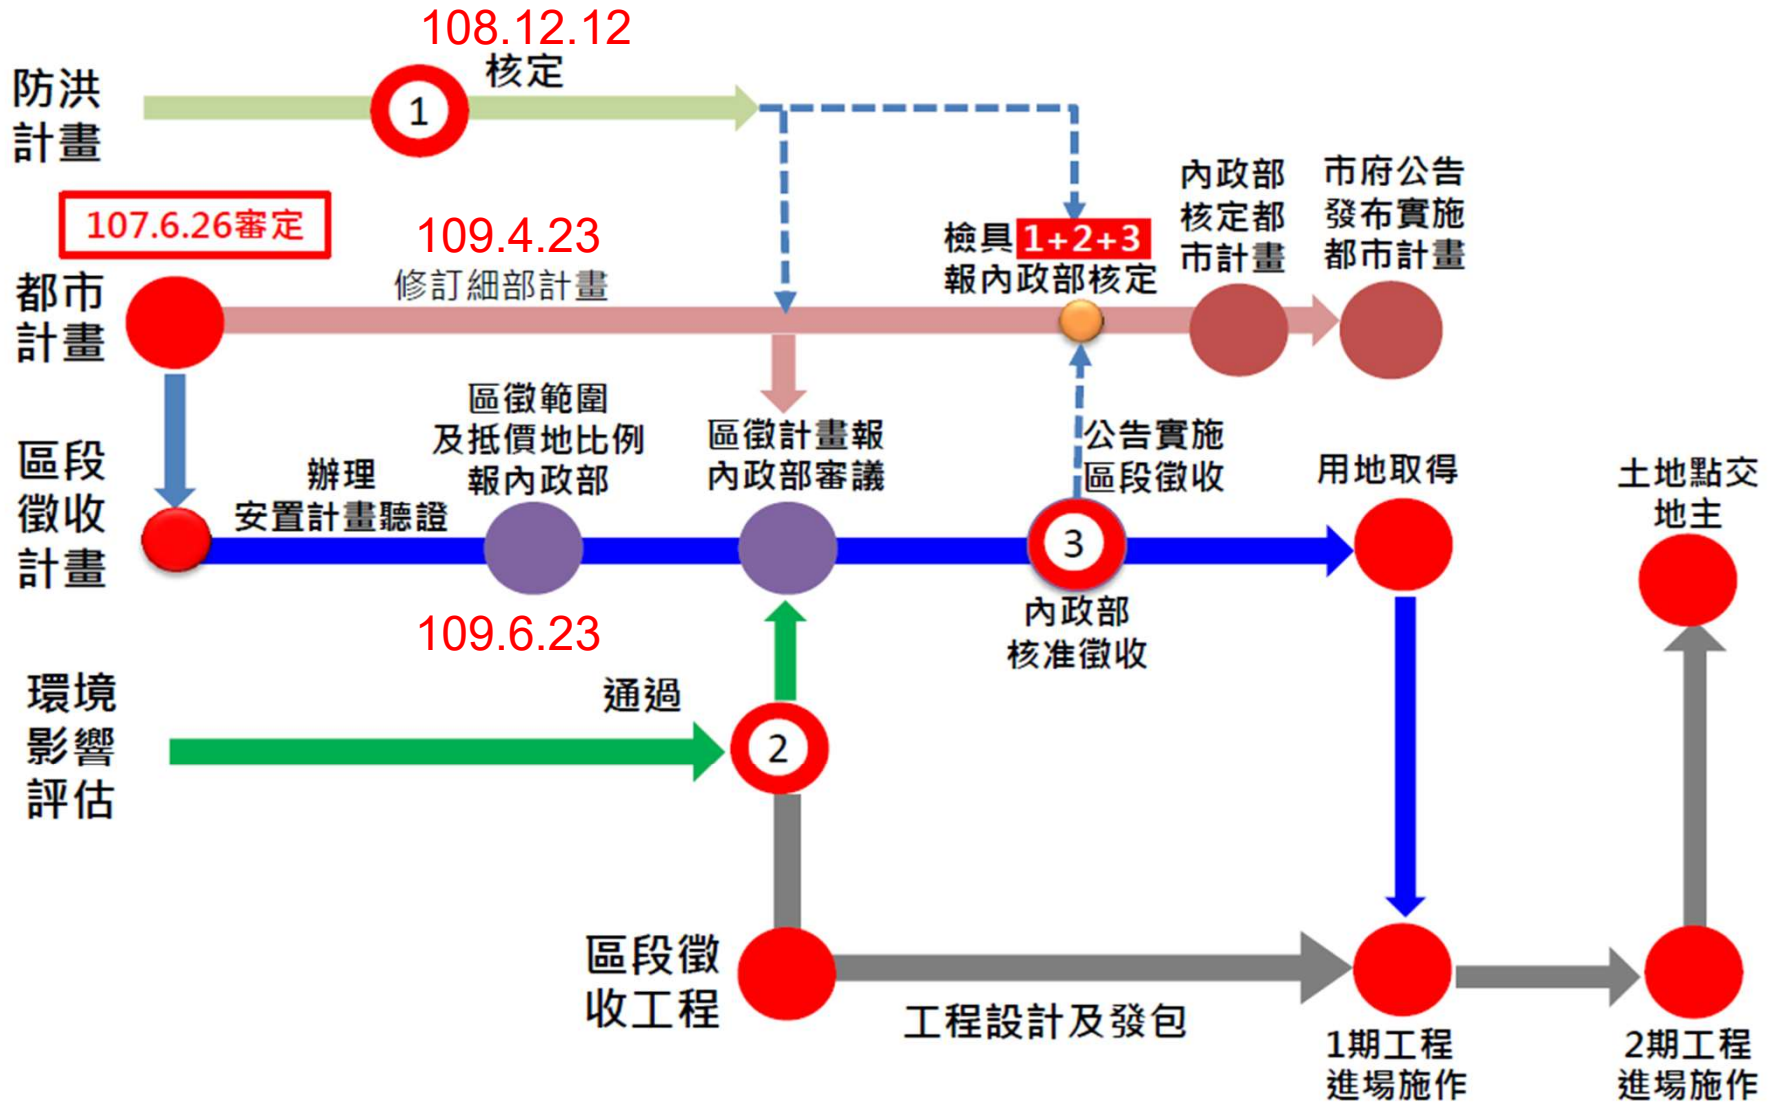 108.12.12
核定
防洪
計畫
1
107.6.26審定
109.4.23
修訂細部計畫
檢具 1+2+3
報內政部核定
內政部
核定都
市計畫
市府公告
發布實施
都市計畫
都市
計畫
區段
徵收
計畫
辦理
安置計畫聽證
區徵範圍
及抵價地比例
報內政部
區徵計畫報
內政部審議
公告實施
區段徵收
3
內政部
核准徵收
用地取得
土地點交
地主
109.6.23
環境
影響
評估
通過
2
區段徵
收工程
工程設計及發包
1期工程
進場施作
2期工程
進場施作